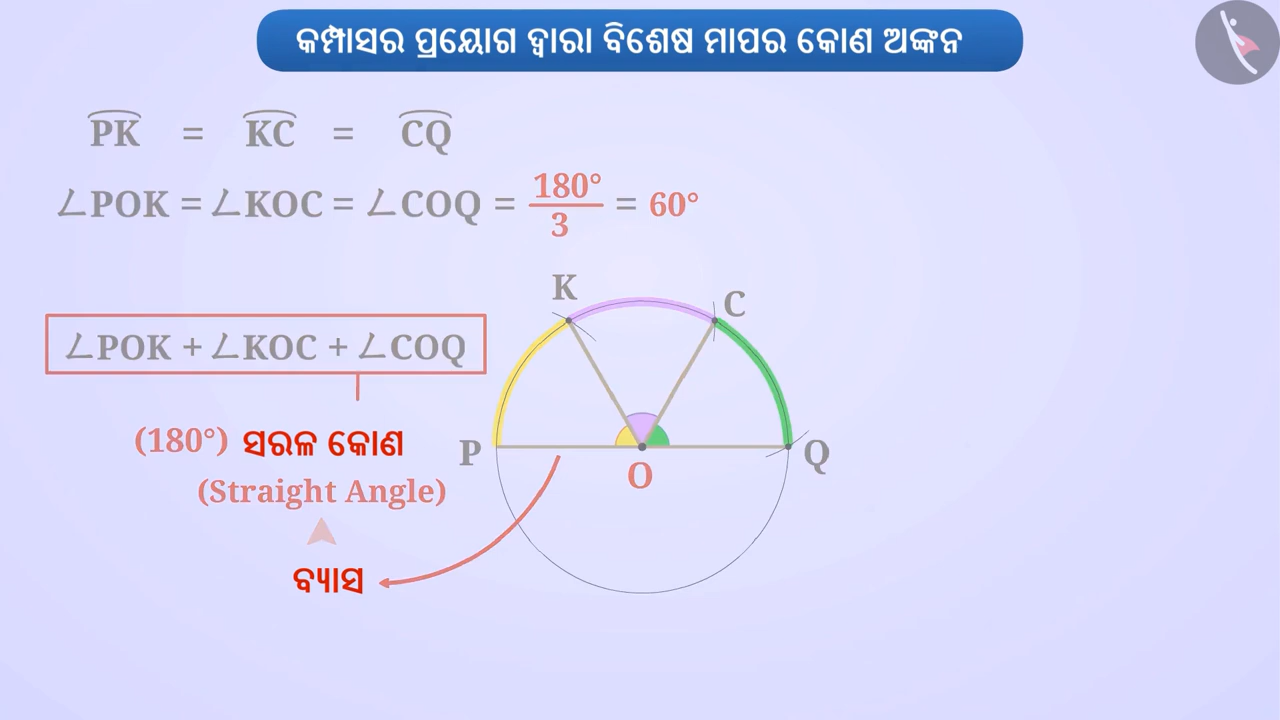 କମ୍ପାସର ପ୍ରୟୋଗ ଦ୍ୱାରା ବିଶେଷ ମାପର କୋଣ ଅଙ୍କନ
PK = KC = CQ
∠POK = ∠KOC = ∠COQ = 180°/3 = 60°
K
C
∠POK + ∠KOC + ∠COQ
(180°) ସରଳ କୋଣ
(Straight Angle)
P
Q
O
ବ୍ୟାସ